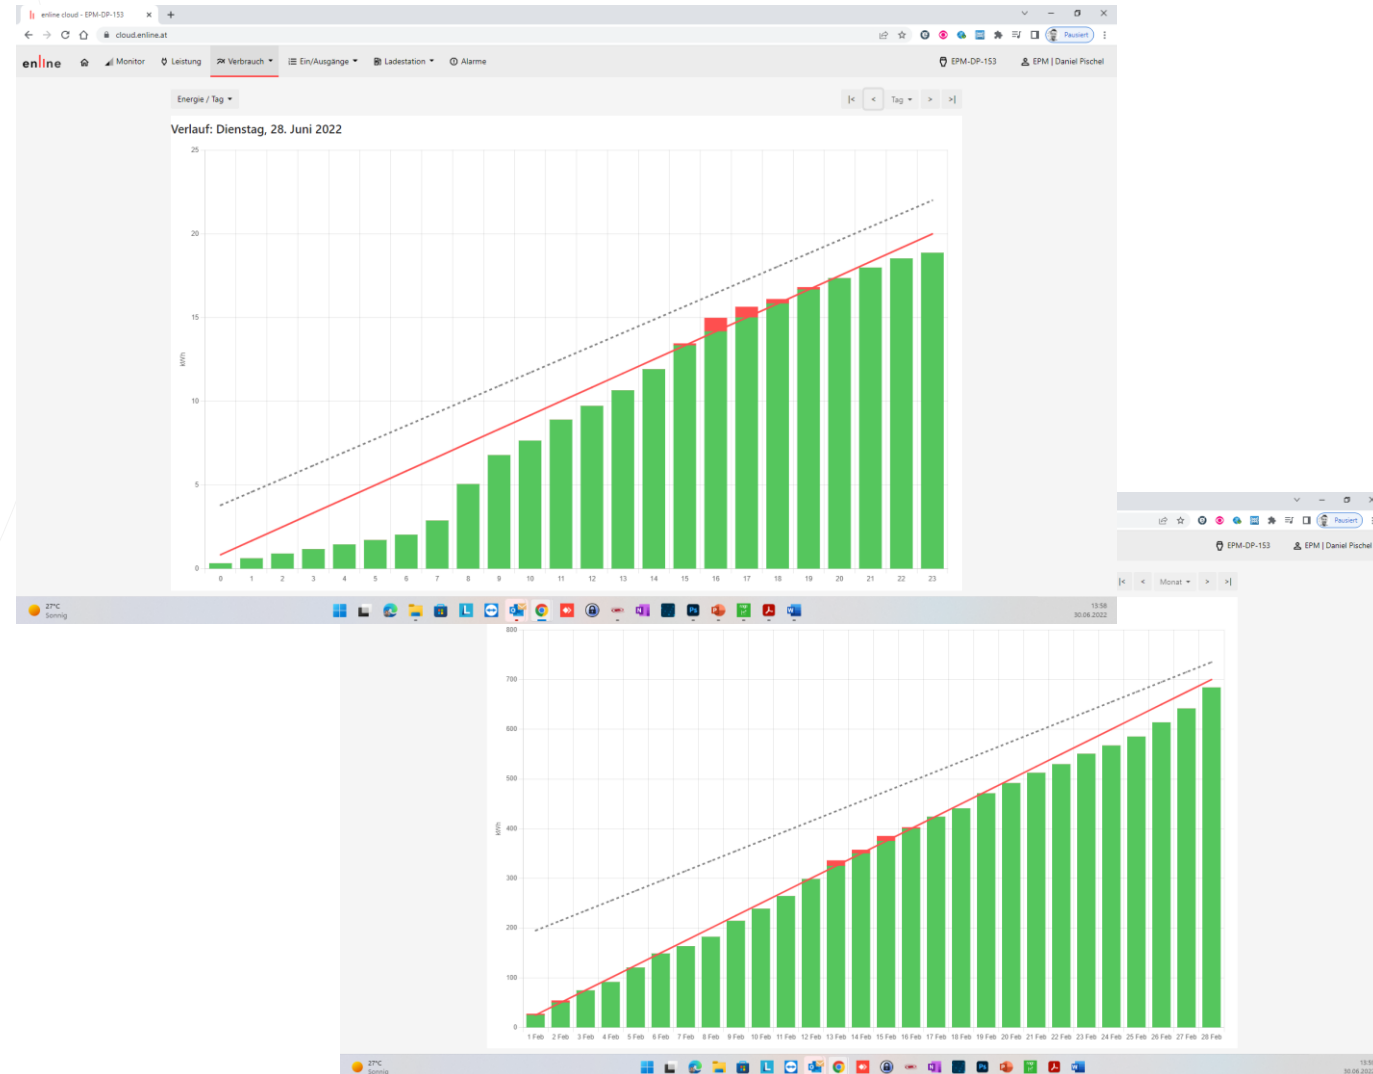 enline cloud - EPM-DP-153
cloud.enline.at
Pausiert
enline Monitor Leistung Verbrauch Ein/Ausgänge Ladestation Alarme EPM-DP-153 EPM | Daniel Pischel
Energie / Tag Tag
Verlauf: Dienstag, 28. Juni 2022
25
20
15
kWh
10
5
0
0 1 2 3 4 5 6 7 8 9 10 11 12 13 14 15 16 17 18 19 20 21 22 23
27°C
Sonnig
13:58
30.06.2022
Pausiert
EPM-DP-153 EPM | Daniel Pischel
Monat
800
700
600
500
400
kWh
300
200
100
0
1 Feb 2 Feb 3 Feb 4 Feb 5 Feb 6 Feb 7 Feb 8 Feb 9 Feb 10 Feb 11 Feb 12 Feb 13 Feb 14 Feb 15 Feb 16 Feb 17 Feb 18 Feb 19 Feb 20 Feb 21 Feb 22 Feb 23 Feb 24 Feb 25 Feb 26 Feb 27 Feb 28 Feb
27°C
Sonnig
30.06.2022